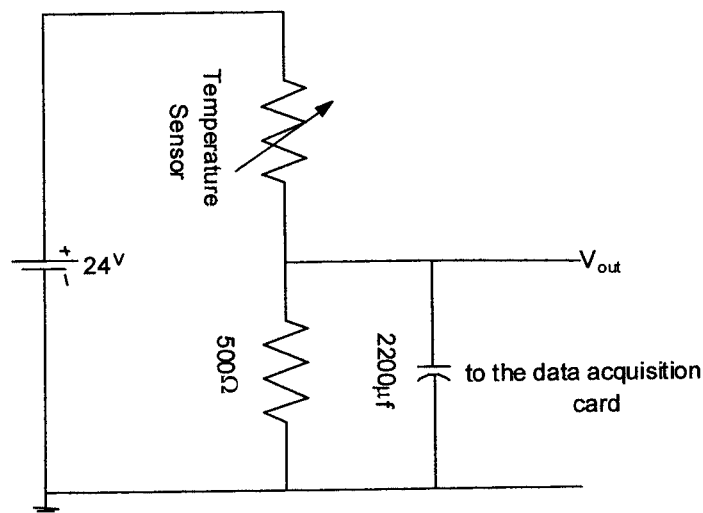 Temperature
Sensor
+
24V
-
Vout
500Ω
2200μf
to the data acquisition
card